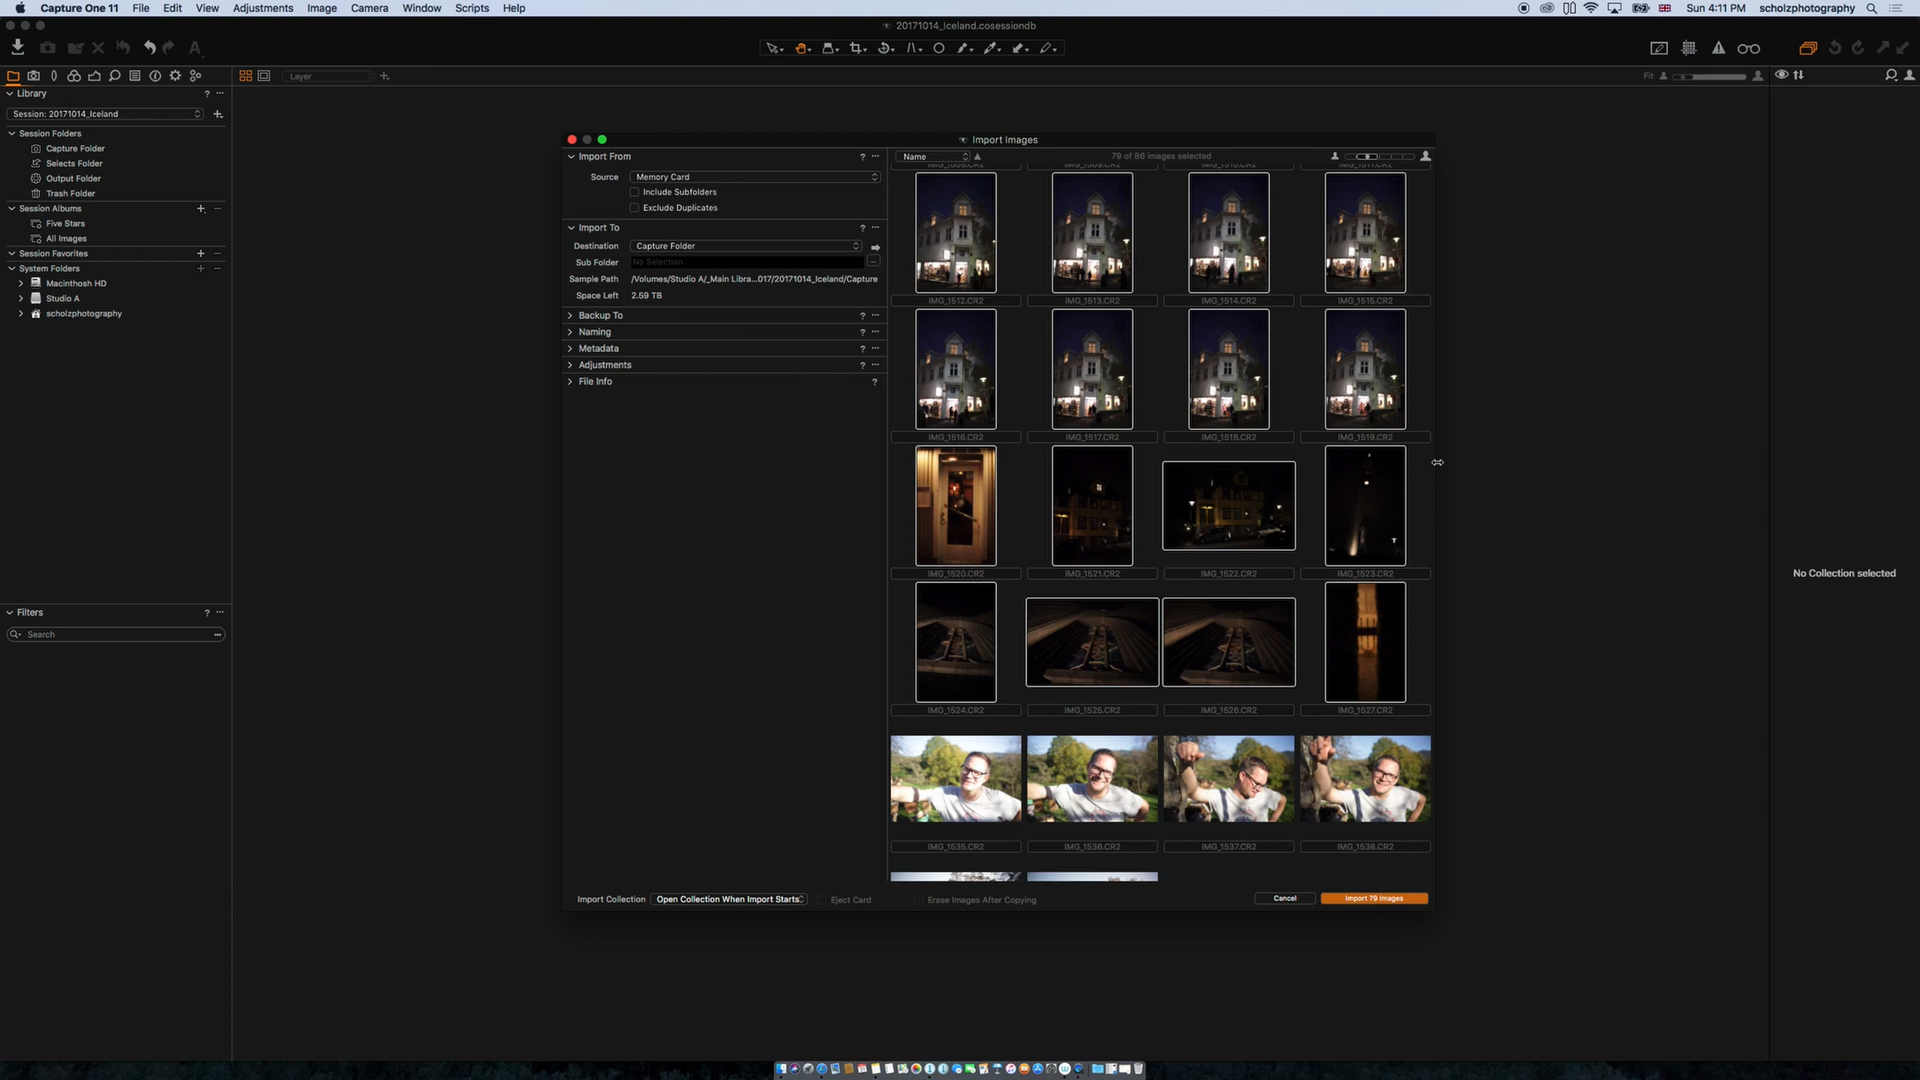 Capture One 11 File Edit View Adjustments Image Camera Window Scripts Help Sun 4:11 PM scholzphotography
20171014_Iceland.cosessiondb
Layer
Fit
Library ?
Session: 20171014_Iceland
Session Folders
Capture Folder
Selects Folder
Output Folder
Trash Folder
Session Albums
Five Stars
All Images
Session Favorites
System Folders
Macinthosh HD
Studio A
scholzphotography
Filters ?
Search
Import Images
Import From ?
Source Memory Card
Include Subfolders
Exclude Duplicates
Import To ?
Destination Capture Folder
Sub Folder No Selection
Sample Path /Volumes/Studio A/_Main Libra...017/20171014_Iceland/Capture
Space Left 2.59 TB
Backup To ?
Naming ?
Metadata ?
Adjustments ?
File Info ?
Name 79 of 86 images selected
IMG_1512.CR2 IMG_1513.CR2 IMG_1514.CR2 IMG_1515.CR2
IMG_1516.CR2 IMG_1517.CR2 IMG_1518.CR2 IMG_1519.CR2
IMG_1520.CR2 IMG_1521.CR2 IMG_1522.CR2 IMG_1523.CR2
IMG_1524.CR2 IMG_1525.CR2 IMG_1526.CR2 IMG_1527.CR2
IMG_1535.CR2 IMG_1536.CR2 IMG_1537.CR2 IMG_1538.CR2
Import Collection Open Collection When Import Starts Eject Card Erase Images After Copying Cancel Import 79 Images
No Collection selected